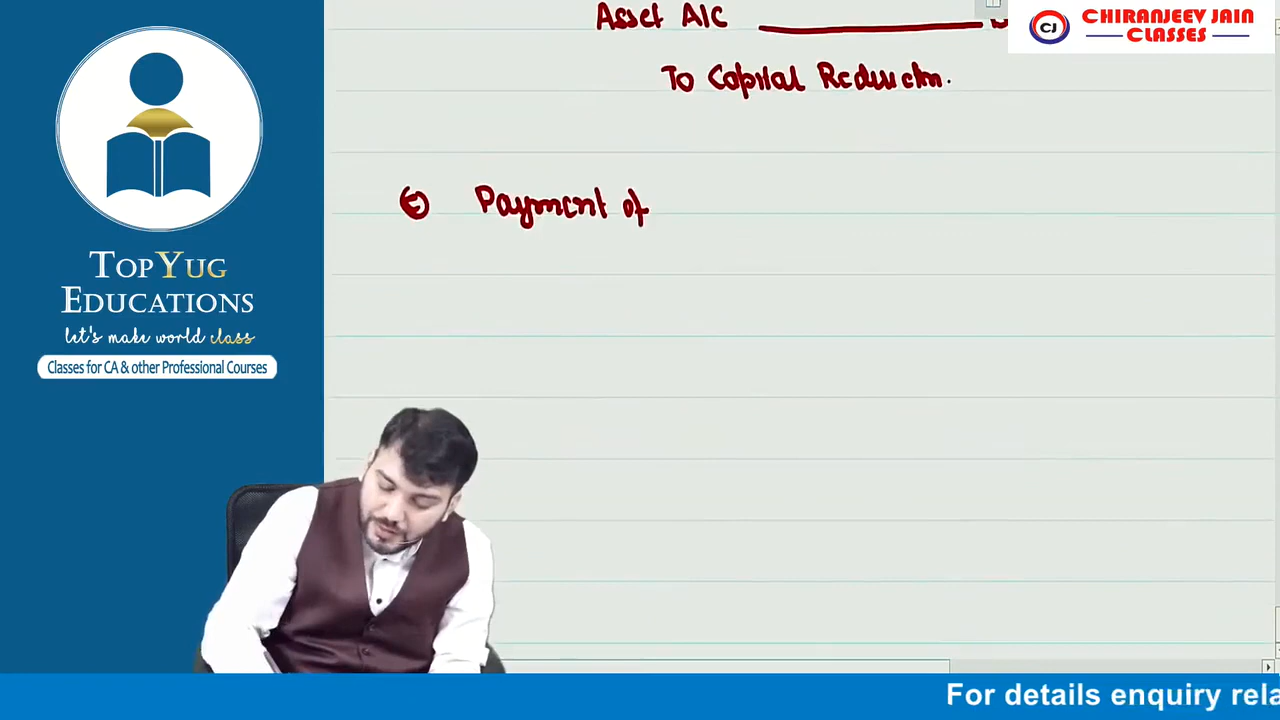 Asset A/C
CHIRANJEEV JAIN
CLASSES
CJ
To Capital Reductn.
E Payment of
TOPYUG
EDUCATIONS
let's make world class
Classes for CA & other Professional Courses
For details enquiry rela